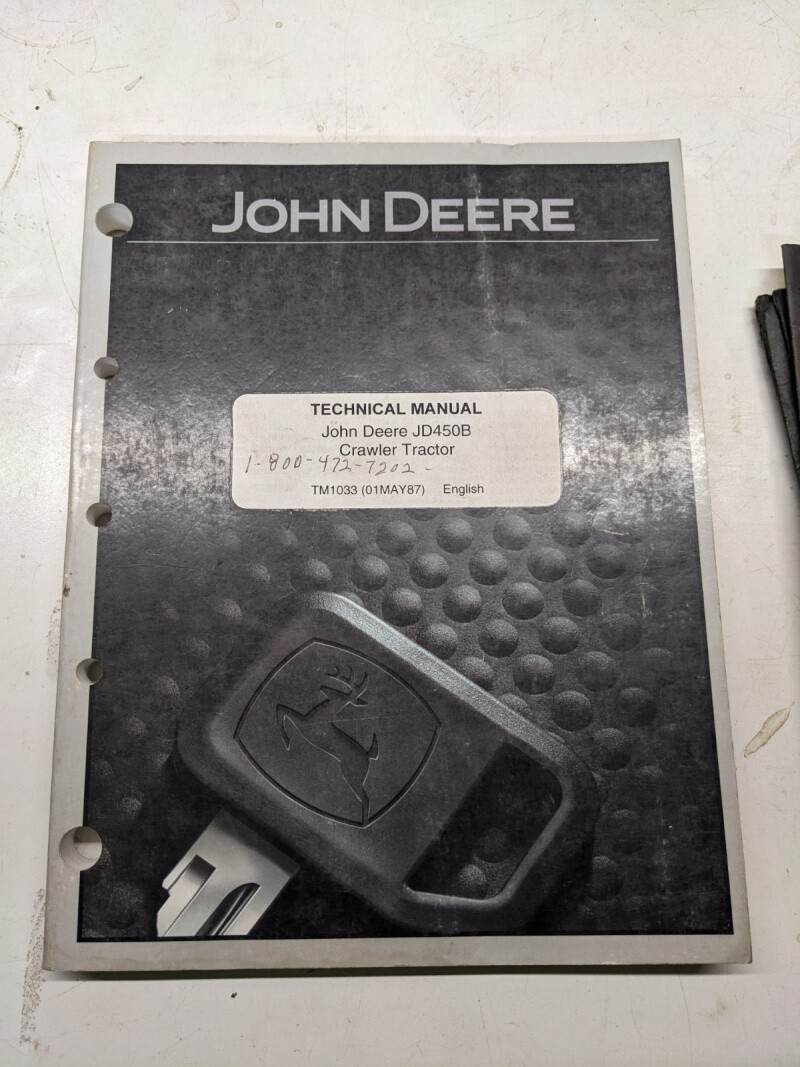 JOHN DEERE
TECHNICAL MANUAL
John Deere JD450B
Crawler Tractor
1-800-472-7202-
TM1033 (01MAY87) English